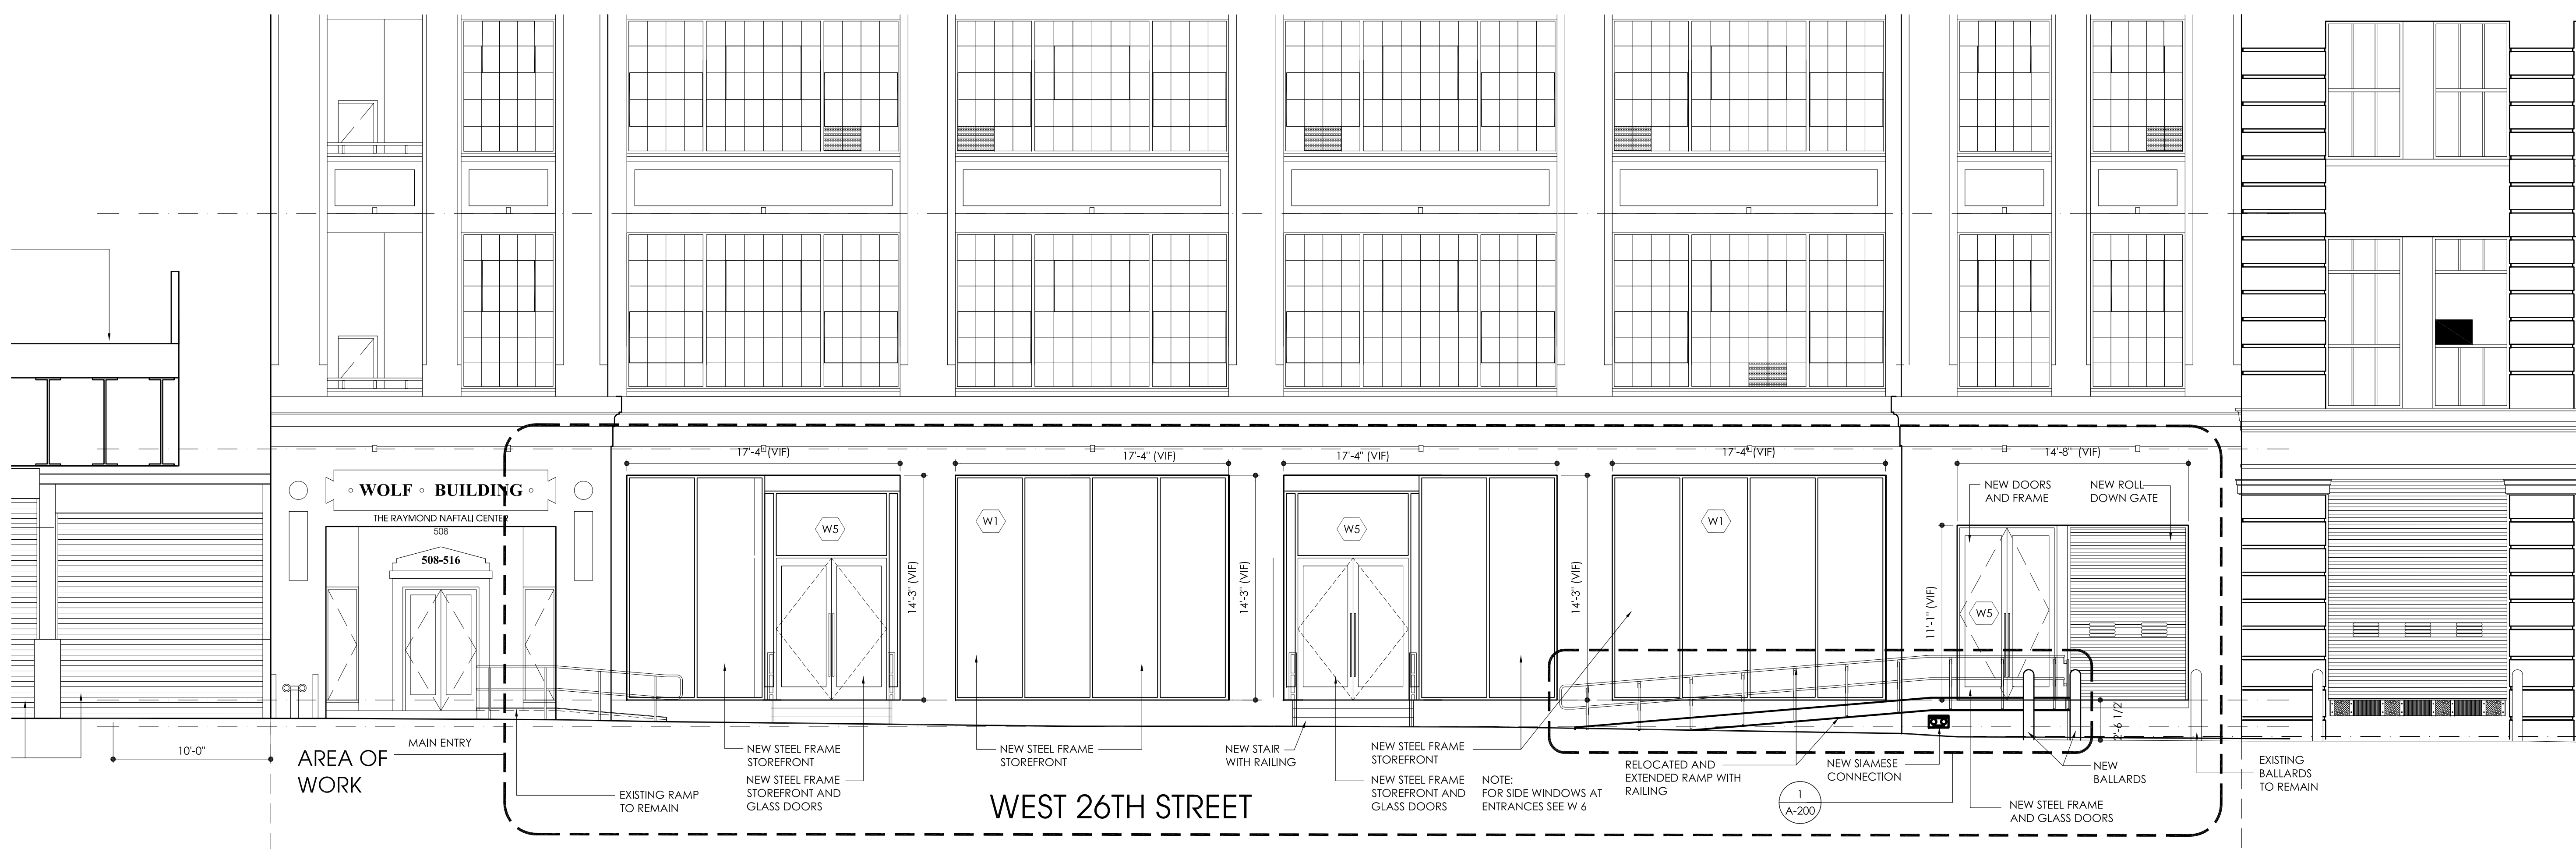 17'-4" (VIF)
17'-4" (VIF)
17'-4" (VIF)
17'-4" (VIF)
14'-8" (VIF)
WOLF BUILDING
THE RAYMOND NAFTALI CENTER
508
508-516
W5
W1
W5
W1
NEW DOORS
AND FRAME
NEW ROLL
DOWN GATE
W5
14'-3" (VIF)
14'-3" (VIF)
14'-3" (VIF)
11'-1" (VIF)
2'-6 1/2"
10'-0"
AREA OF
WORK
MAIN ENTRY
EXISTING RAMP
TO REMAIN
NEW STEEL FRAME
STOREFRONT
NEW STEEL FRAME
STOREFRONT AND
GLASS DOORS
NEW STEEL FRAME
STOREFRONT
WEST 26TH STREET
NEW STAIR
WITH RAILING
NEW STEEL FRAME
STOREFRONT
NEW STEEL FRAME
STOREFRONT AND
GLASS DOORS
NOTE:
FOR SIDE WINDOWS AT
ENTRANCES SEE W 6
RELOCATED AND
EXTENDED RAMP WITH
RAILING
1
A-200
NEW SIAMESE
CONNECTION
NEW
BALLARDS
NEW STEEL FRAME
AND GLASS DOORS
EXISTING
BALLARDS
TO REMAIN